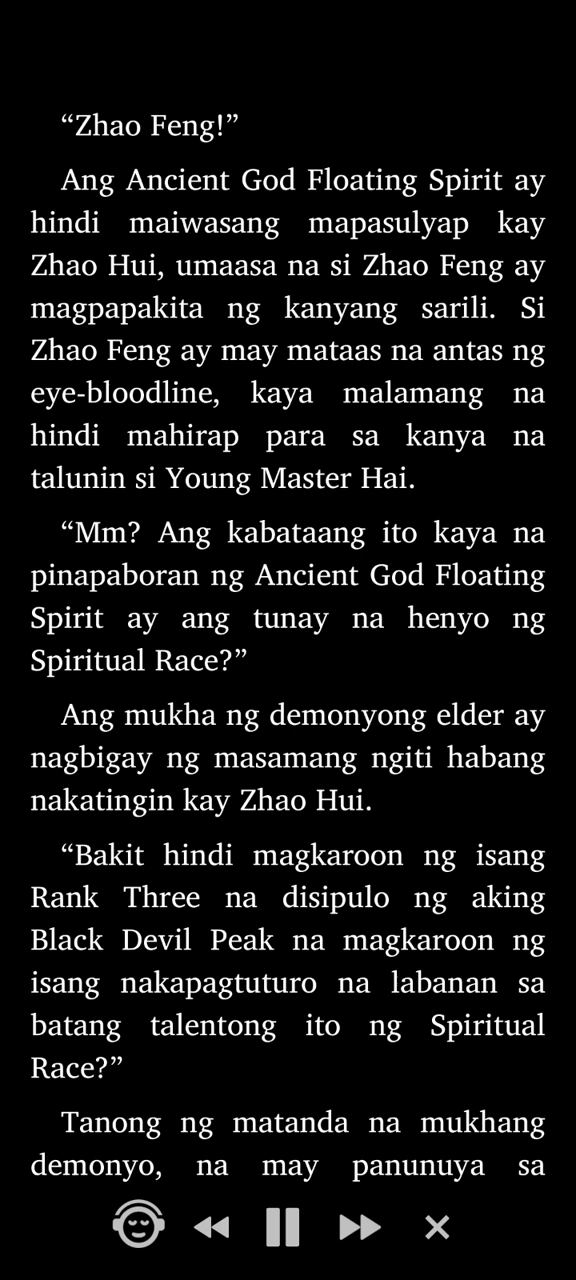 “Zhao Feng!”
Ang Ancient God Floating Spirit ay
hindi maiwasang mapasulyap kay
Zhao Hui, umaasa na si Zhao Feng ay
magpapakita ng kanyang sarili. Si
Zhao Feng ay may mataas na antas ng
eye-bloodline, kaya malamang na
hindi mahirap para sa kanya na
talunin si Young Master Hai.
“Mm? Ang kabataang ito kaya na
pinapaboran ng Ancient God Floating
Spirit ay ang tunay na henyo ng
Spiritual Race?”
Ang mukha ng demonyong elder ay
nagbigay ng masamang ngiti habang
nakatingin kay Zhao Hui.
“Bakit hindi magkaroon ng isang
Rank Three na disipulo ng aking
Black Devil Peak na magkaroon ng
isang nakapagtuturo na labanan sa
batang talentong ito ng Spiritual
Race?”
Tanong ng matanda na mukhang
demonyo, na may panunuya sa